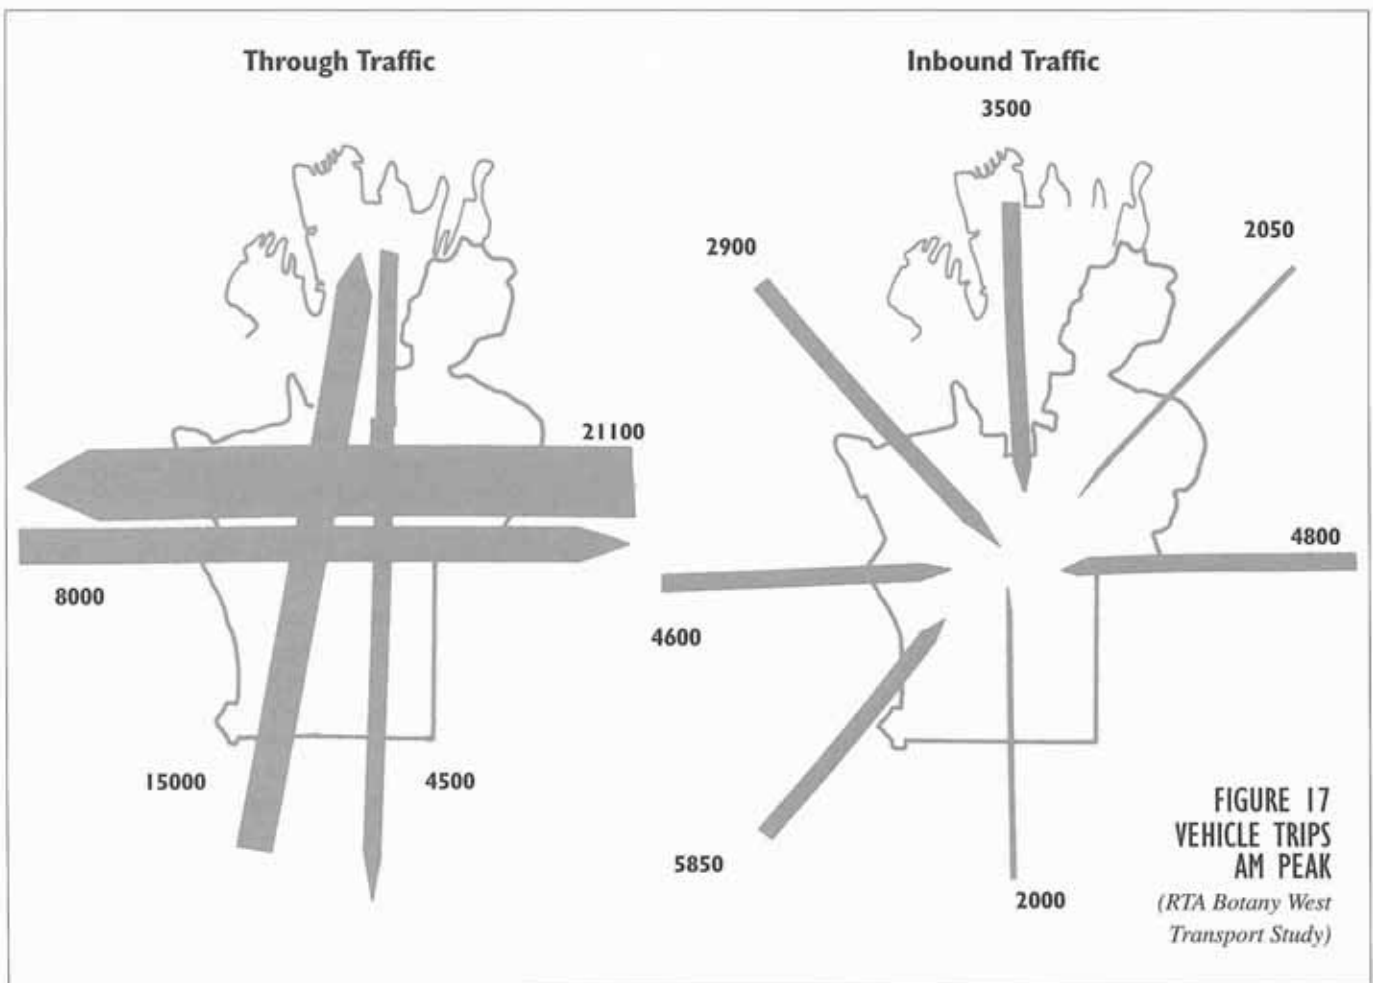 Through Traffic
21100
8000
15000
4500
Inbound Traffic
3500
2900
2050
4800
4600
5850
2000
FIGURE 17
VEHICLE TRIPS
AM PEAK
(RTA Botany West
Transport Study)